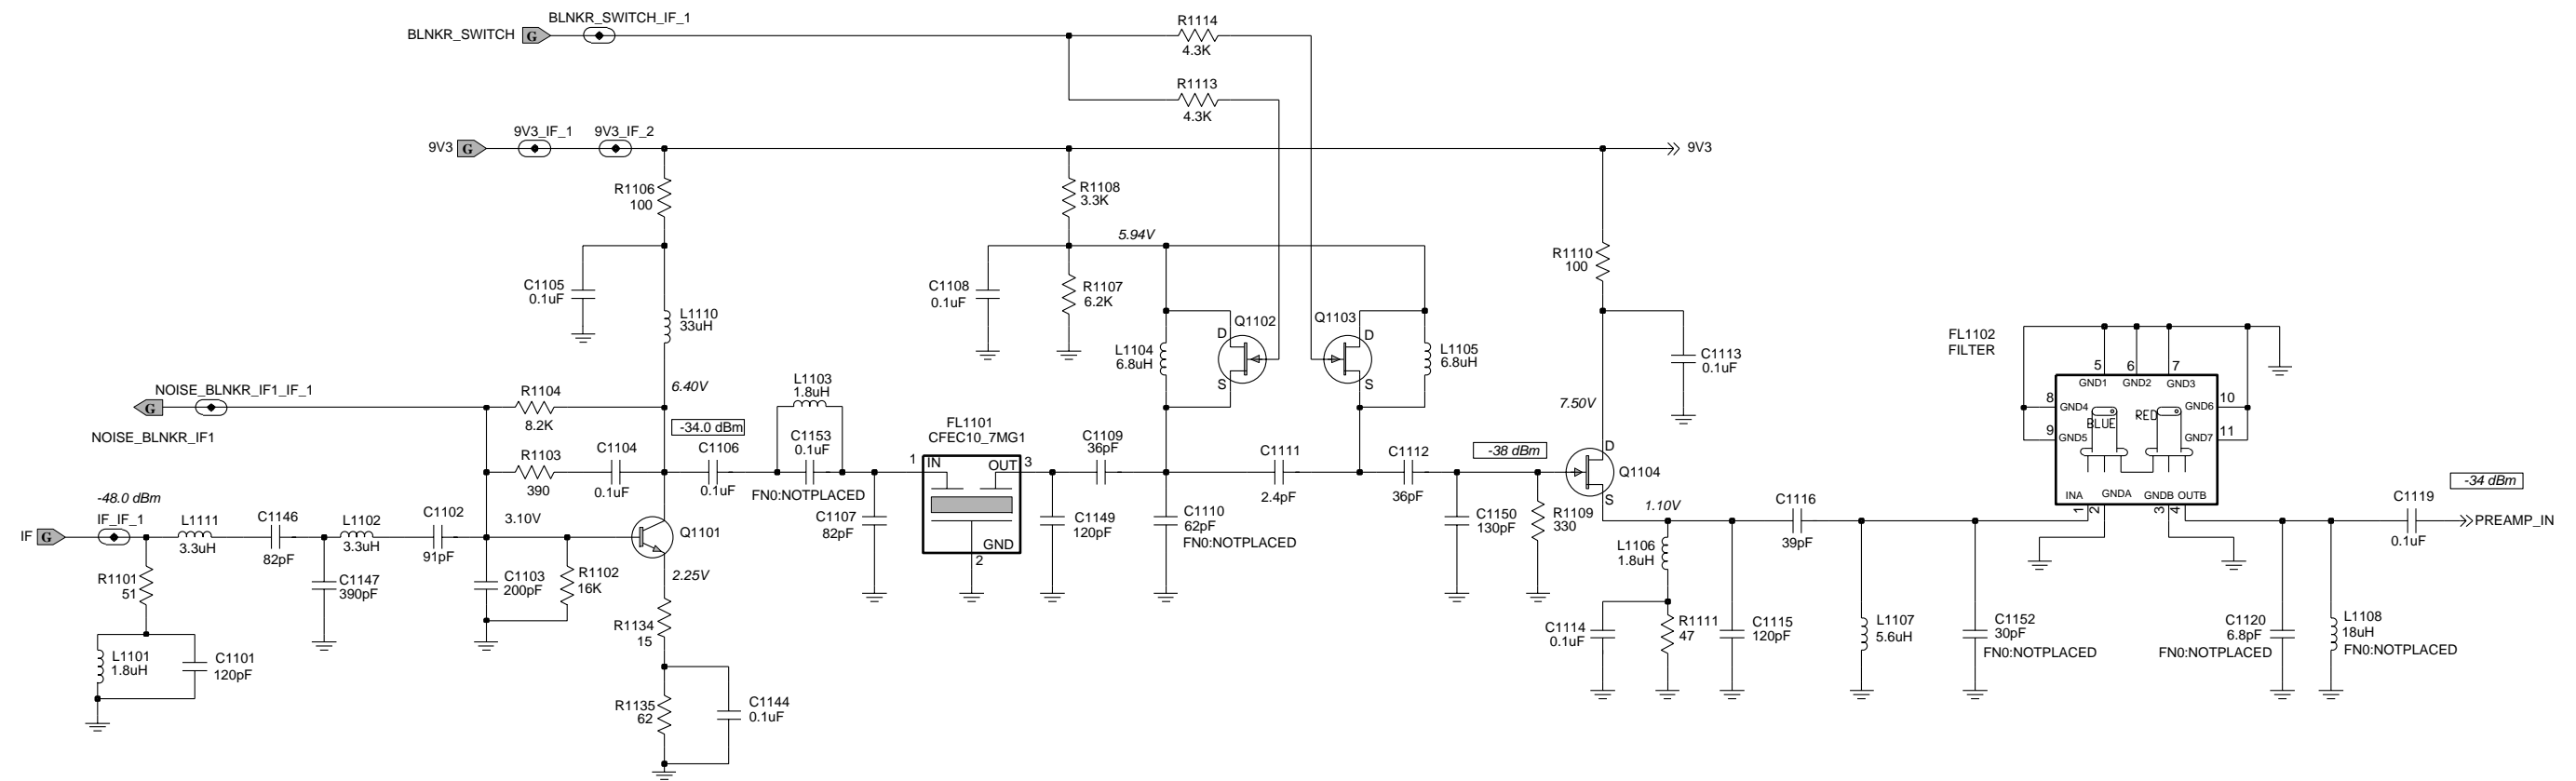 BLNKR_SWITCH_IF_1
BLNKR_SWITCH
G
R1114
4.3K
R1113
4.3K
9V3_IF_1
9V3_IF_2
9V3
G
9V3
R1106
100
R1108
3.3K
5.94V
C1105
0.1uF
C1108
0.1uF
R1107
6.2K
R1110
100
L1110
33uH
Q1102
D
S
Q1103
D
S
L1104
6.8uH
L1105
6.8uH
C1113
0.1uF
FL1102
FILTER
5
6
7
GND1
GND2
GND3
8
GND4
9
GND5
BLUE
RED
GND6
10
GND7
11
INA
GNDA
GNDB
OUTB
1
2
3
4
NOISE_BLNKR_IF1_IF_1
G
NOISE_BLNKR_IF1
R1104
8.2K
6.40V
-34.0 dBm
L1103
1.8uH
C1153
0.1uF
FN0:NOTPLACED
R1103
390
C1104
0.1uF
C1106
0.1uF
FL1101
CFEC10_7MG1
1
IN
OUT
3
GND
2
C1109
36pF
C1111
2.4pF
C1112
36pF
-38 dBm
7.50V
D
Q1104
S
1.10V
-48.0 dBm
IF_IF_1
IF
G
L1111
3.3uH
C1146
82pF
L1102
3.3uH
C1102
91pF
3.10V
Q1101
2.25V
C1107
82pF
C1149
120pF
C1110
62pF
FN0:NOTPLACED
C1150
130pF
R1109
330
C1116
39pF
-34 dBm
C1119
0.1uF
PREAMP_IN
R1101
51
C1147
390pF
C1103
200pF
R1102
16K
L1106
1.8uH
L1101
1.8uH
C1101
120pF
R1134
15
R1135
62
C1144
0.1uF
C1114
0.1uF
R1111
47
C1115
120pF
L1107
5.6uH
C1152
30pF
FN0:NOTPLACED
C1120
6.8pF
FN0:NOTPLACED
L1108
18uH
FN0:NOTPLACED